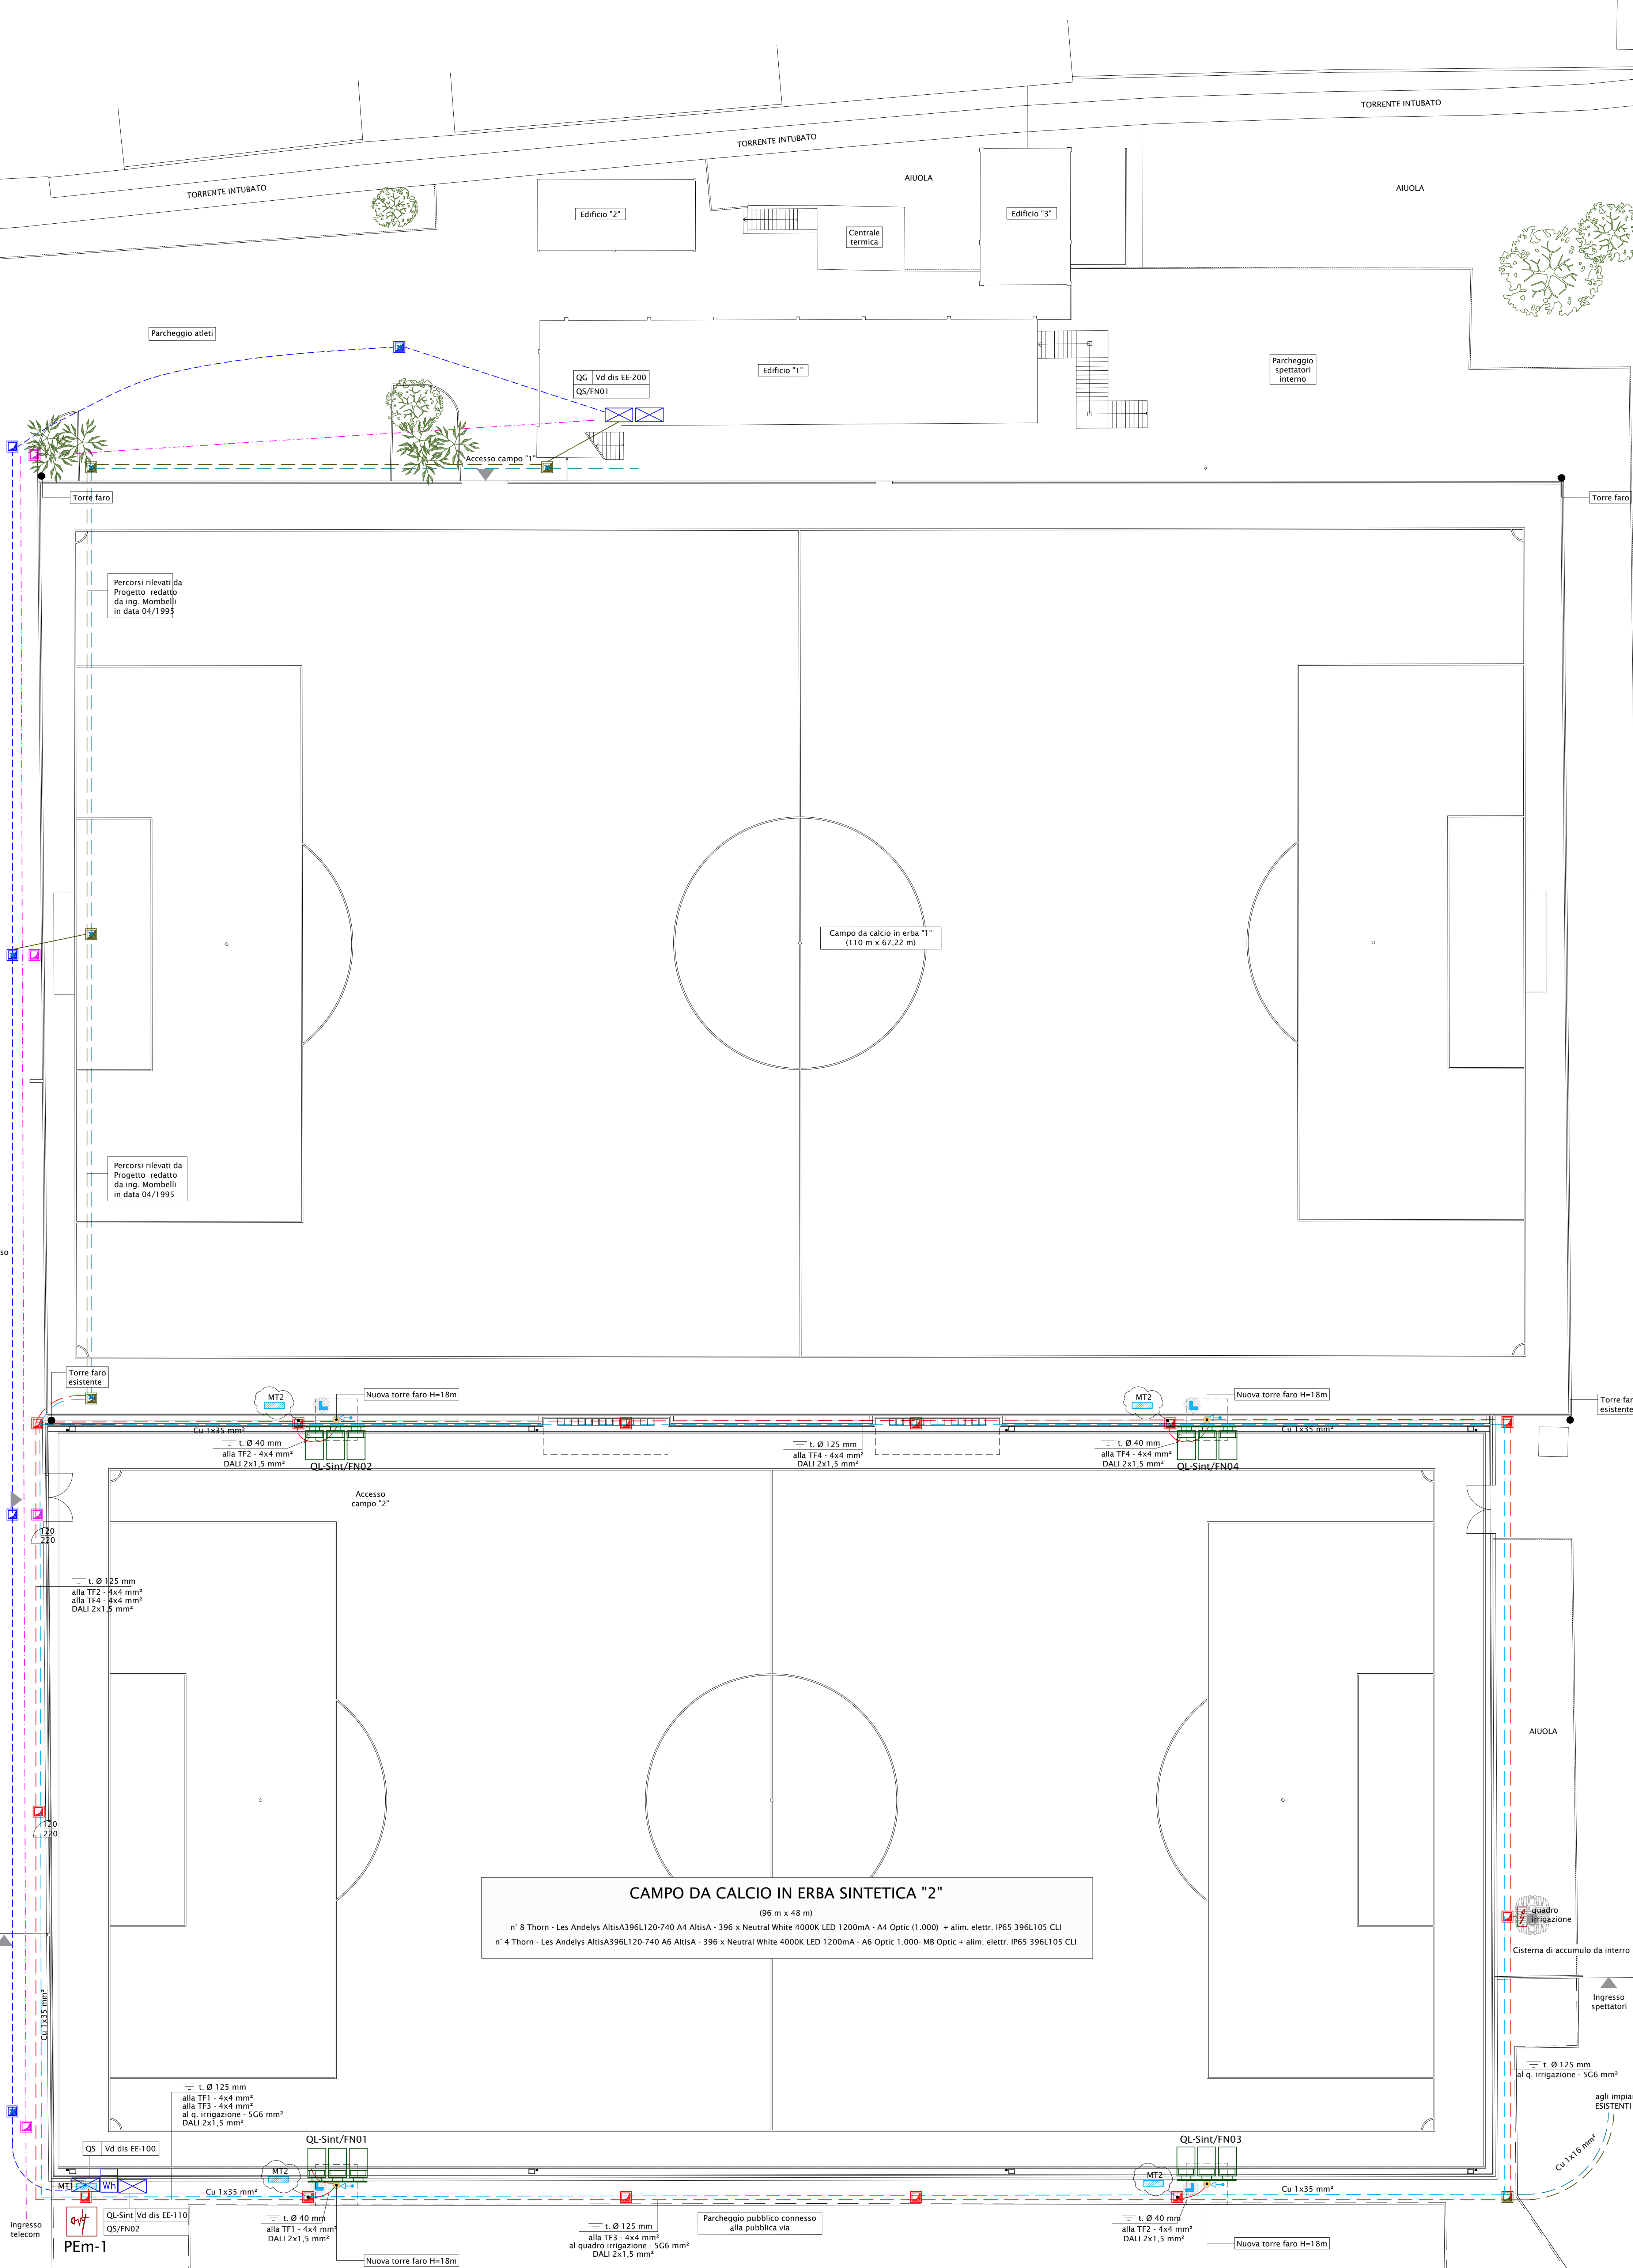 TORRENTE INTUBATO
TORRENTE INTUBATO
TORRENTE INTUBATO
AIUOLA
AIUOLA
Edificio "2"
Edificio "3"
Centrale
termica
Parcheggio atleti
Edificio "1"
Parcheggio
spettatori
interno
QG Vd dis EE-200
QS/FN01
Accesso campo "1"
Torre faro
Torre faro
Percorsi rilevati da
Progetto redatto
da ing. Mombelli
in data 04/1995
Campo da calcio in erba "1"
(110 m x 67,22 m)
Percorsi rilevati da
Progetto redatto
da ing. Mombelli
in data 04/1995
so
Torre faro
esistente
MT2
Nuova torre faro H=18m
MT2
Nuova torre faro H=18m
Torre far
esistente
Cu 1x35 mm²
Cu 1x35 mm²
t. Ø 40 mm
alla TF2 - 4x4 mm²
DALI 2x1,5 mm²
QL-Sint/FN02
t. Ø 125 mm
alla TF4 - 4x4 mm²
DALI 2x1,5 mm²
t. Ø 40 mm
alla TF4 - 4x4 mm²
DALI 2x1,5 mm²
QL-Sint/FN04
Accesso
campo "2"
120
220
t. Ø 125 mm
alla TF2 - 4x4 mm²
alla TF4 - 4x4 mm²
DALI 2x1,5 mm²
AIUOLA
120
220
CAMPO DA CALCIO IN ERBA SINTETICA "2"
(96 m x 48 m)
n° 8 Thorn - Les Andelys AltisA396L120-740 A4 AltisA - 396 x Neutral White 4000K LED 1200mA - A4 Optic (1.000) + alim. elettr. IP65 396L105 CLI
n° 4 Thorn - Les Andelys AltisA396L120-740 A6 AltisA - 396 x Neutral White 4000K LED 1200mA - A6 Optic 1.000- MB Optic + alim. elettr. IP65 396L105 CLI
quadro
irrigazione
Cisterna di accumulo da interro
Ingresso
spettatori
Cu 1x35 mm²
t. Ø 125 mm
al q. irrigazione - 5G6 mm²
t. Ø 125 mm
alla TF1 - 4x4 mm²
alla TF3 - 4x4 mm²
al q. irrigazione - 5G6 mm²
DALI 2x1,5 mm²
agli impia
ESISTENTI
Cu 1x16 mm²
QL-Sint/FN01
QL-Sint/FN03
QS Vd dis EE-100
MT2
MT2
MT1
Wh
Cu 1x35 mm²
Cu 1x35 mm²
QL-Sint Vd dis EE-110
QS/FN02
ingresso
telecom
PEm-1
t. Ø 40 mm
alla TF1 - 4x4 mm²
DALI 2x1,5 mm²
Nuova torre faro H=18m
t. Ø 125 mm
alla TF3 - 4x4 mm²
al quadro irrigazione - 5G6 mm²
DALI 2x1,5 mm²
Parcheggio pubblico connesso
alla pubblica via
t. Ø 40 mm
alla TF2 - 4x4 mm²
DALI 2x1,5 mm²
Nuova torre faro H=18m